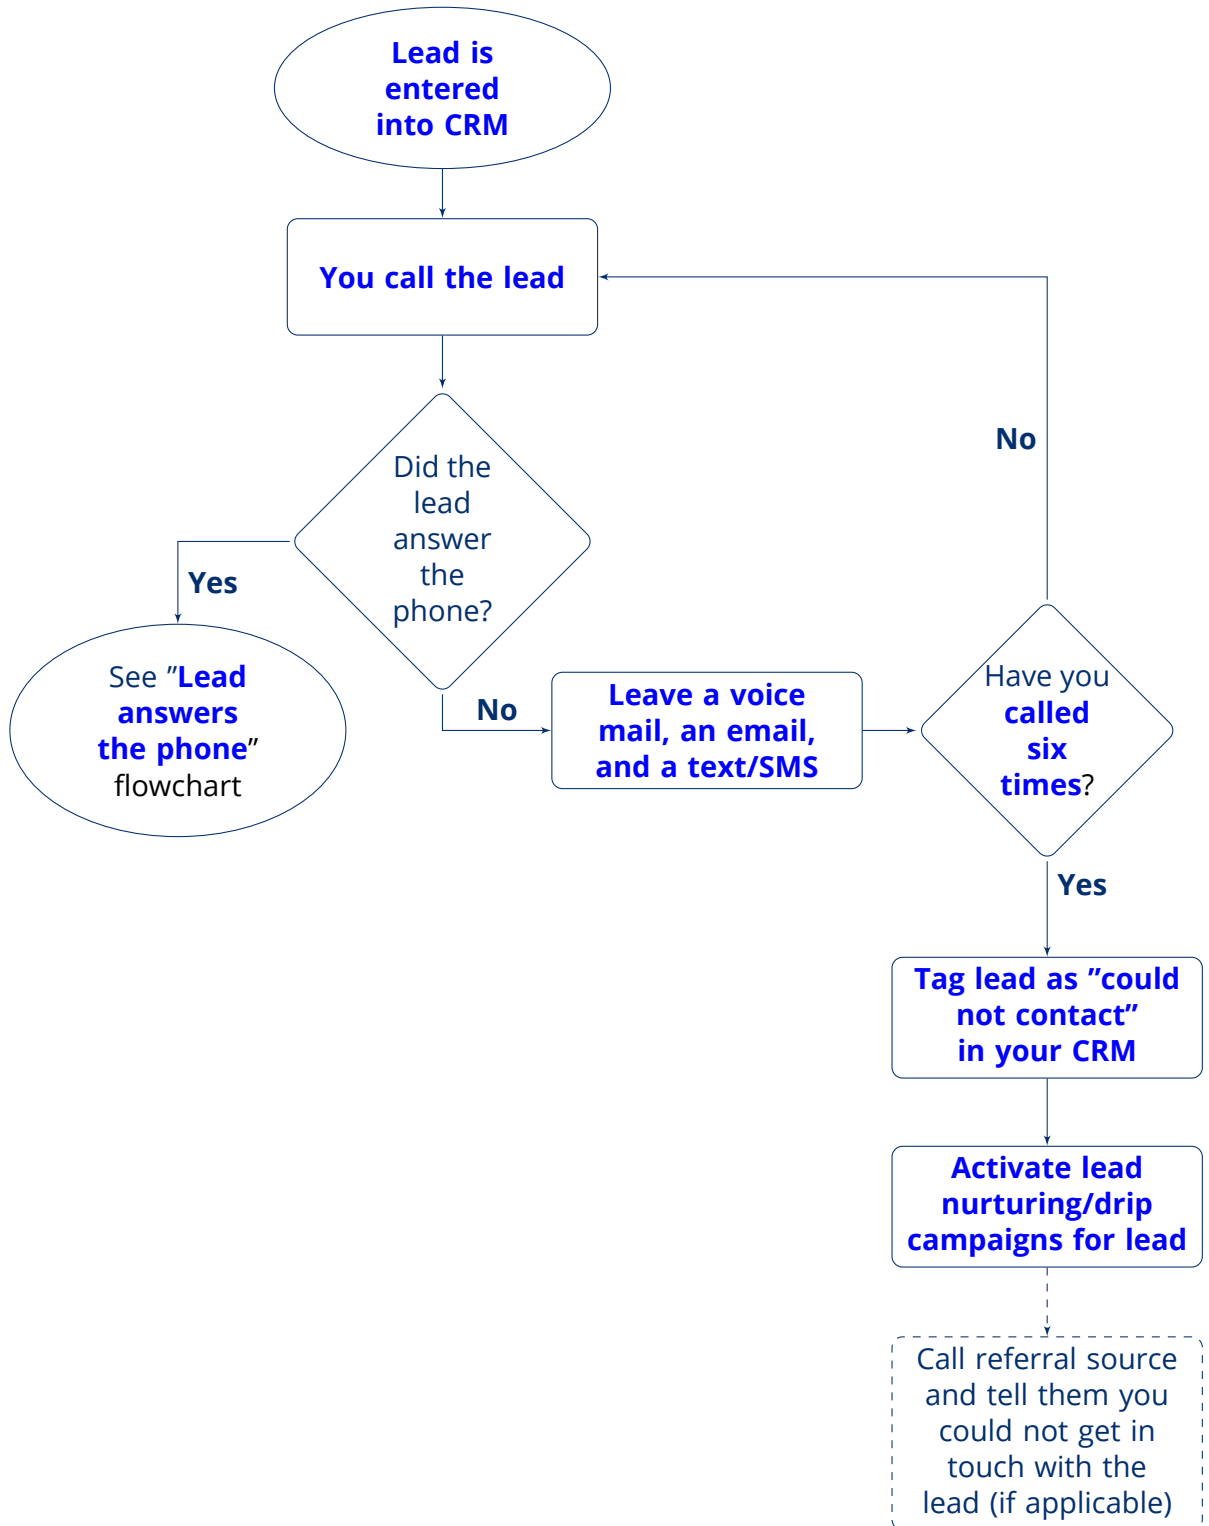 Lead is
entered
into CRM
You call the lead
No
Did the
lead
answer
the
phone?
Yes
See ”Lead
answers
the phone”
flowchart
No
Leave a voice
mail, an email,
and a text/SMS
Have you
called
six
times?
Yes
Tag lead as ”could
not contact”
in your CRM
Activate lead
nurturing/drip
campaigns for lead
Call referral source
and tell them you
could not get in
touch with the
lead (if applicable)